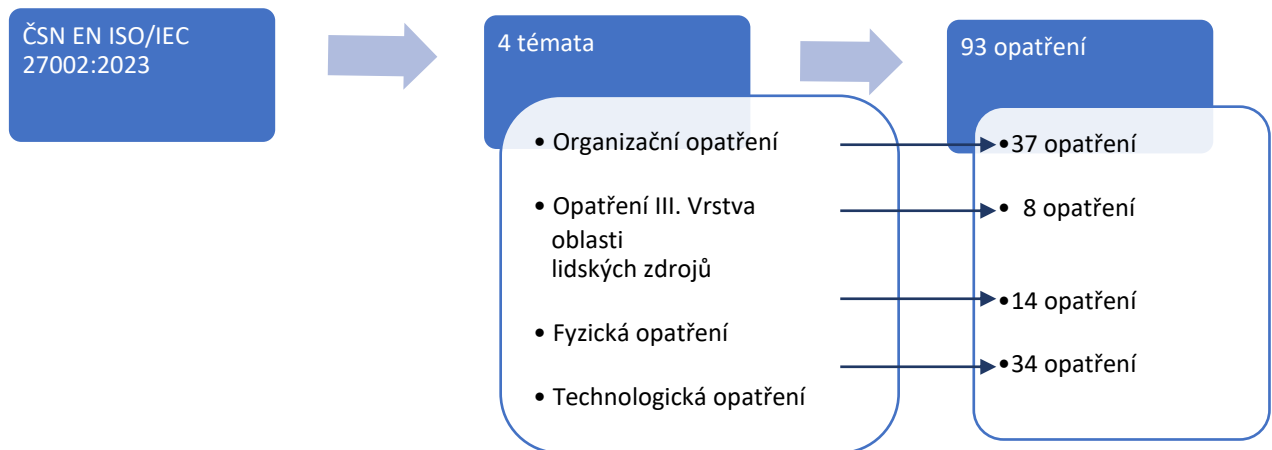 ČSN EN ISO/IEC
27002:2023
4 témata
• Organizační opatření
• Opatření III. Vrstva
oblasti
lidských zdrojů
• Fyzická opatření
• Technologická opatření
93 opatření
•37 opatření
• 8 opatření
•14 opatření
•34 opatření